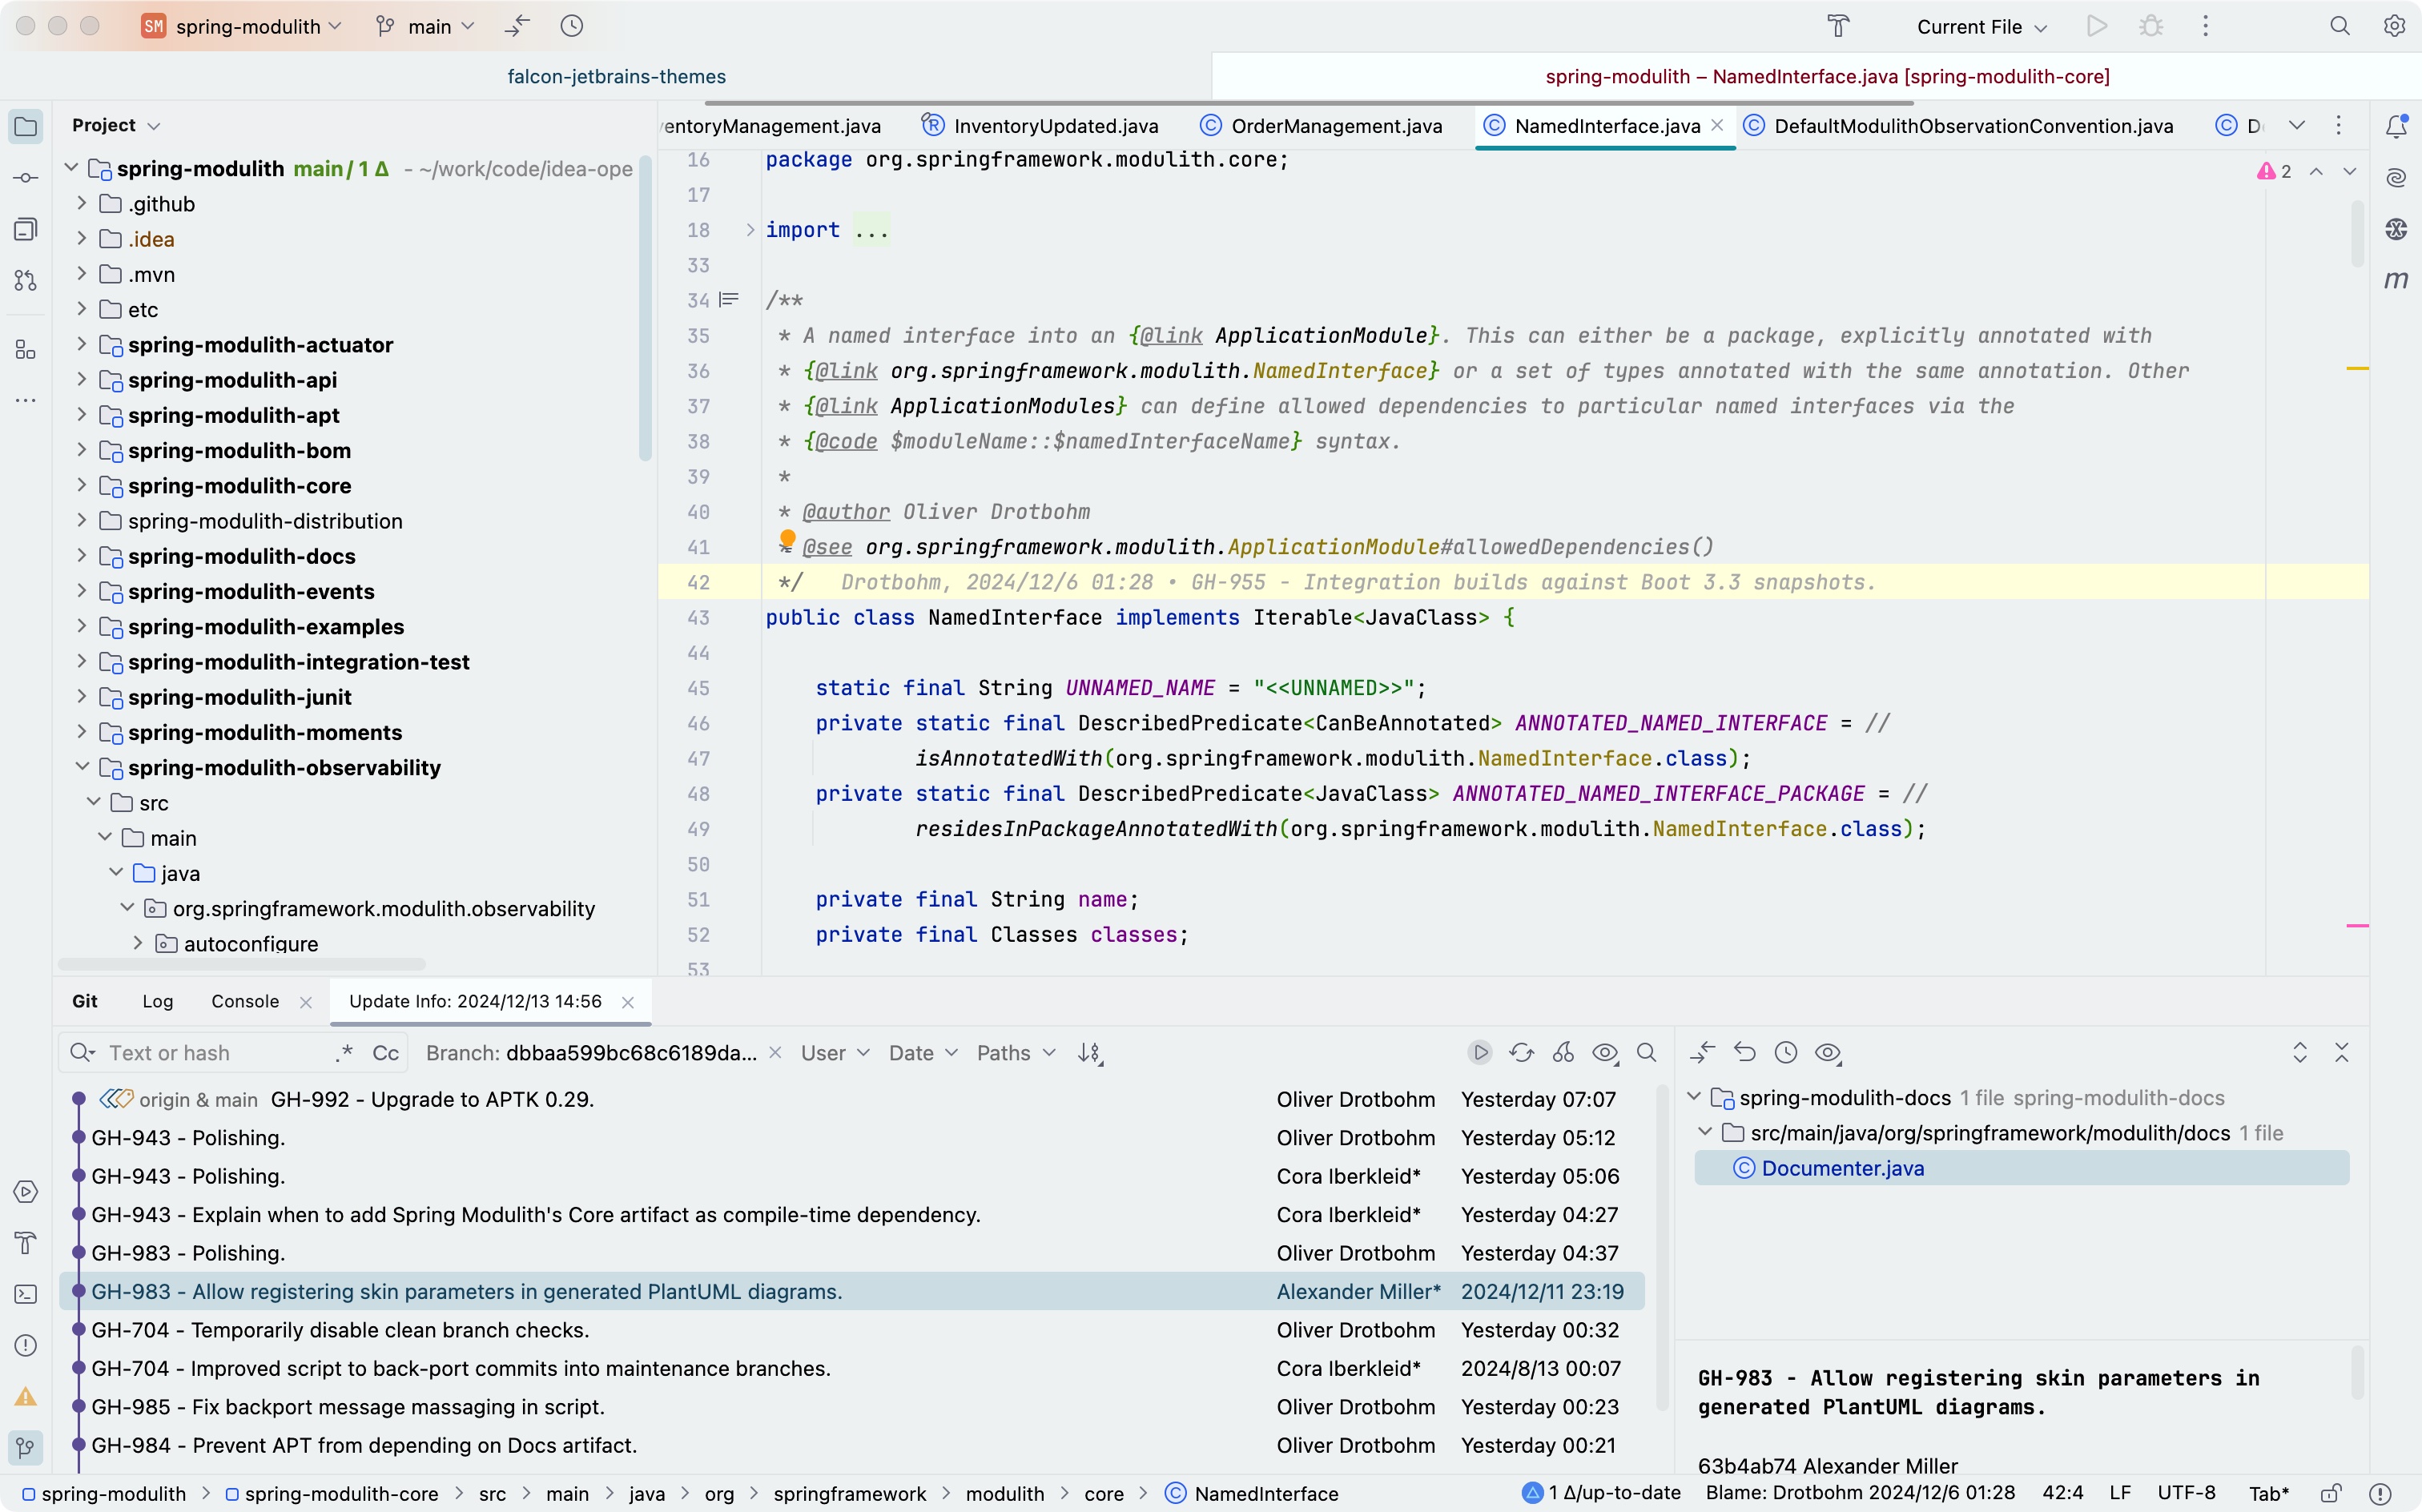 SM spring-modulith main Current File
falcon-jetbrains-themes
spring-modulith – NamedInterface.java [spring-modulith-core]
Project
spring-modulith main / 1 Δ - ~/work/code/idea-ope
.github
.idea
.mvn
etc
spring-modulith-actuator
spring-modulith-api
spring-modulith-apt
spring-modulith-bom
spring-modulith-core
spring-modulith-distribution
spring-modulith-docs
spring-modulith-events
spring-modulith-examples
spring-modulith-integration-test
spring-modulith-junit
spring-modulith-moments
spring-modulith-observability
src
main
java
org.springframework.modulith.observability
autoconfigure
entoryManagement.java InventoryUpdated.java OrderManagement.java NamedInterface.java DefaultModulithObservationConvention.java D
2
16 package org.springframework.modulith.core;
17
18 import ...
33
34 /**
35 * A named interface into an {@link ApplicationModule}. This can either be a package, explicitly annotated with
36 * {@link org.springframework.modulith.NamedInterface} or a set of types annotated with the same annotation. Other
37 * {@link ApplicationModules} can define allowed dependencies to particular named interfaces via the
38 * {@code $moduleName::$namedInterfaceName} syntax.
39 *
40 * @author Oliver Drotbohm
41 * @see org.springframework.modulith.ApplicationModule#allowedDependencies()
42 */ Drotbohm, 2024/12/6 01:28 • GH-955 - Integration builds against Boot 3.3 snapshots.
43 public class NamedInterface implements Iterable<JavaClass> {
44
45 static final String UNNAMED_NAME = "<<UNNAMED>>";
46 private static final DescribedPredicate<CanBeAnnotated> ANNOTATED_NAMED_INTERFACE = //
47 isAnnotatedWith(org.springframework.modulith.NamedInterface.class);
48 private static final DescribedPredicate<JavaClass> ANNOTATED_NAMED_INTERFACE_PACKAGE = //
49 residesInPackageAnnotatedWith(org.springframework.modulith.NamedInterface.class);
50
51 private final String name;
52 private final Classes classes;
53
m
Git Log Console Update Info: 2024/12/13 14:56
Text or hash .* Cc Branch: dbbaa599bc68c6189da... User Date Paths
origin & main GH-992 - Upgrade to APTK 0.29. Oliver Drotbohm Yesterday 07:07
GH-943 - Polishing. Oliver Drotbohm Yesterday 05:12
GH-943 - Polishing. Cora Iberkleid* Yesterday 05:06
GH-943 - Explain when to add Spring Modulith's Core artifact as compile-time dependency. Cora Iberkleid* Yesterday 04:27
GH-983 - Polishing. Oliver Drotbohm Yesterday 04:37
GH-983 - Allow registering skin parameters in generated PlantUML diagrams. Alexander Miller* 2024/12/11 23:19
GH-704 - Temporarily disable clean branch checks. Oliver Drotbohm Yesterday 00:32
GH-704 - Improved script to back-port commits into maintenance branches. Cora Iberkleid* 2024/8/13 00:07
GH-985 - Fix backport message massaging in script. Oliver Drotbohm Yesterday 00:23
GH-984 - Prevent APT from depending on Docs artifact. Oliver Drotbohm Yesterday 00:21
spring-modulith-docs 1 file spring-modulith-docs
src/main/java/org/springframework/modulith/docs 1 file
Documenter.java
GH-983 - Allow registering skin parameters in
generated PlantUML diagrams.
63b4ab74 Alexander Miller
spring-modulith spring-modulith-core src main java org springframework modulith core NamedInterface
1 Δ/up-to-date Blame: Drotbohm 2024/12/6 01:28 42:4 LF UTF-8 Tab*